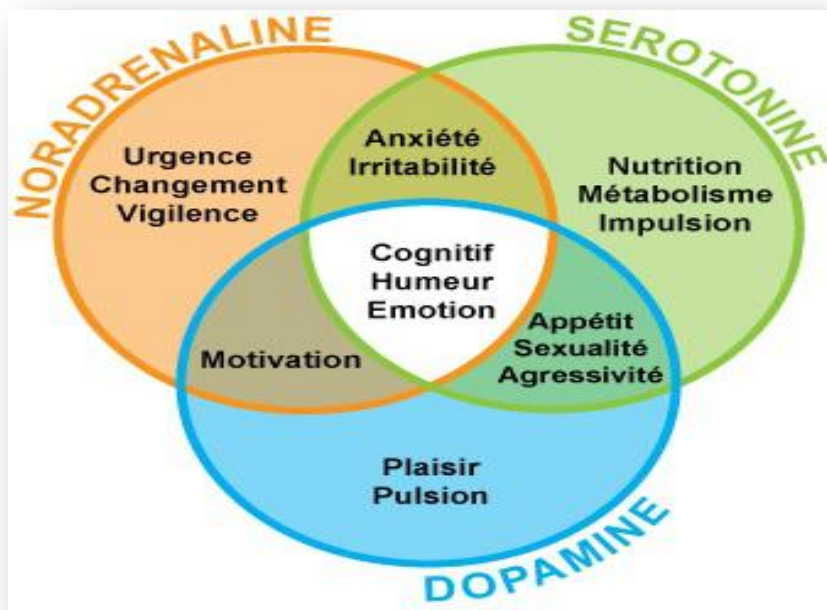 NORADRENALINE
SEROTONINE
Urgence
Changement
Vigilence
Anxiété
Irritabilité
Nutrition
Métabolisme
Impulsion
Cognitif
Humeur
Emotion
Motivation
Appétit
Sexualité
Agressivité
Plaisir
Pulsion
DOPAMINE